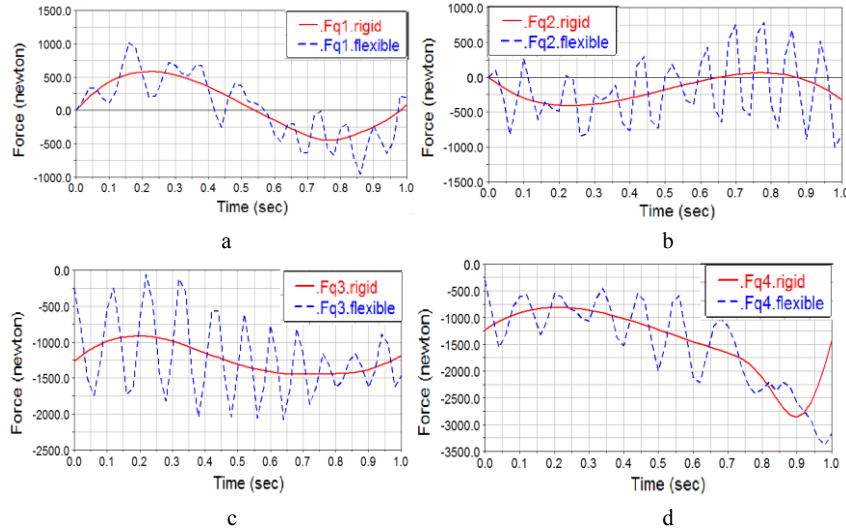 .Fq1.rigid
.Fq1.flexible
Force (newton)
1000.0
500.0
0.0
-500.0
-1000.0
0.0 0.1 0.2 0.3 0.4 0.5 0.6 0.7 0.8 0.9 1.0
Time (sec)
a
.Fq2.rigid
.Fq2.flexible
Force (newton)
1000.0
500.0
0.0
-500.0
-1000.0
-1500.0
0.0 0.1 0.2 0.3 0.4 0.5 0.6 0.7 0.8 0.9 1.0
Time (sec)
b
.Fq3.rigid
.Fq3.flexible
Force (newton)
0.0
-500.0
-1000.0
-1500.0
-2000.0
-2500.0
0.0 0.1 0.2 0.3 0.4 0.5 0.6 0.7 0.8 0.9 1.0
Time (sec)
c
.Fq4.rigid
.Fq4.flexible
Force (newton)
0.0
-500.0
-1000.0
-1500.0
-2000.0
-2500.0
-3000.0
-3500.0
0.0 0.1 0.2 0.3 0.4 0.5 0.6 0.7 0.8 0.9 1.0
Time (sec)
d